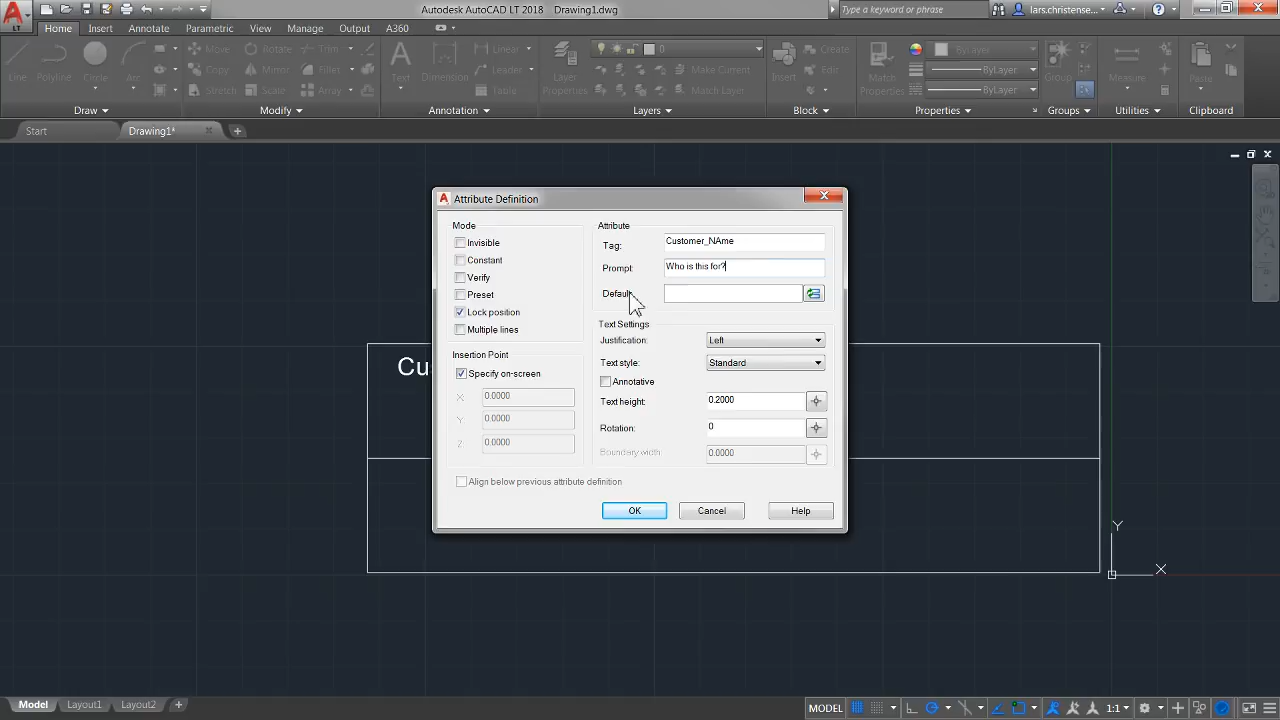 Autodesk AutoCAD LT 2018 Drawing1.dwg
Type a keyword or phrase
lars.christense...
LT
Home Insert Annotate Parametric View Manage Output A360
Line Polyline Circle Arc
Move Rotate Trim
Copy Mirror Fillet
Stretch Scale Array
Text Dimension
Linear
Leader
Table
Layer Properties
0
Make Current
Match Layer
Insert
Create
Edit
Match Properties
ByLayer
ByLayer
ByLayer
Group
Measure
Paste
Draw Modify Annotation Layers Block Properties Groups Utilities Clipboard
Start Drawing1*
Attribute Definition
Mode
Invisible
Constant
Verify
Preset
Lock position
Multiple lines
Insertion Point
Specify on-screen
X: 0.0000
Y: 0.0000
Z: 0.0000
Attribute
Tag: Customer_NAme
Prompt: Who is this for?
Default:
Text Settings
Justification: Left
Text style: Standard
Annotative
Text height: 0.2000
Rotation: 0
Boundary width: 0.0000
Align below previous attribute definition
OK Cancel Help
Cu
Y
X
Model Layout1 Layout2
MODEL 1:1